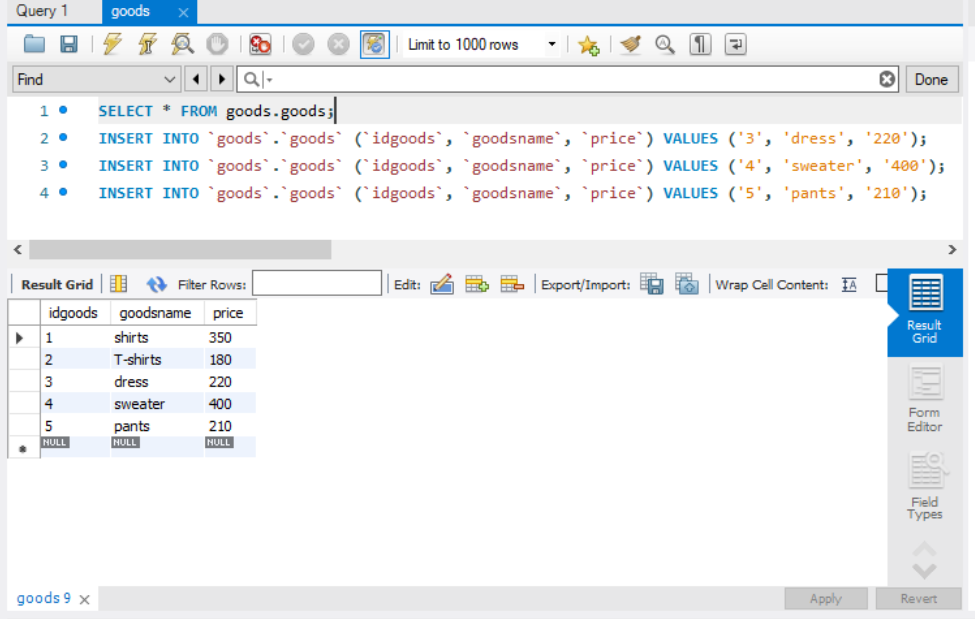 Query 1 goods ×
Limit to 1000 rows
Find Done
1 SELECT * FROM goods.goods;
2 INSERT INTO `goods`.`goods` (`idgoods`, `goodsname`, `price`) VALUES ('3', 'dress', '220');
3 INSERT INTO `goods`.`goods` (`idgoods`, `goodsname`, `price`) VALUES ('4', 'sweater', '400');
4 INSERT INTO `goods`.`goods` (`idgoods`, `goodsname`, `price`) VALUES ('5', 'pants', '210');
Result Grid Filter Rows: Edit: Export/Import: Wrap Cell Content: IA
idgoods goodsname price
1 shirts 350
2 T-shirts 180
3 dress 220
4 sweater 400
5 pants 210
NULL NULL NULL
Result
Grid
Form
Editor
Field
Types
goods 9 × Apply Revert